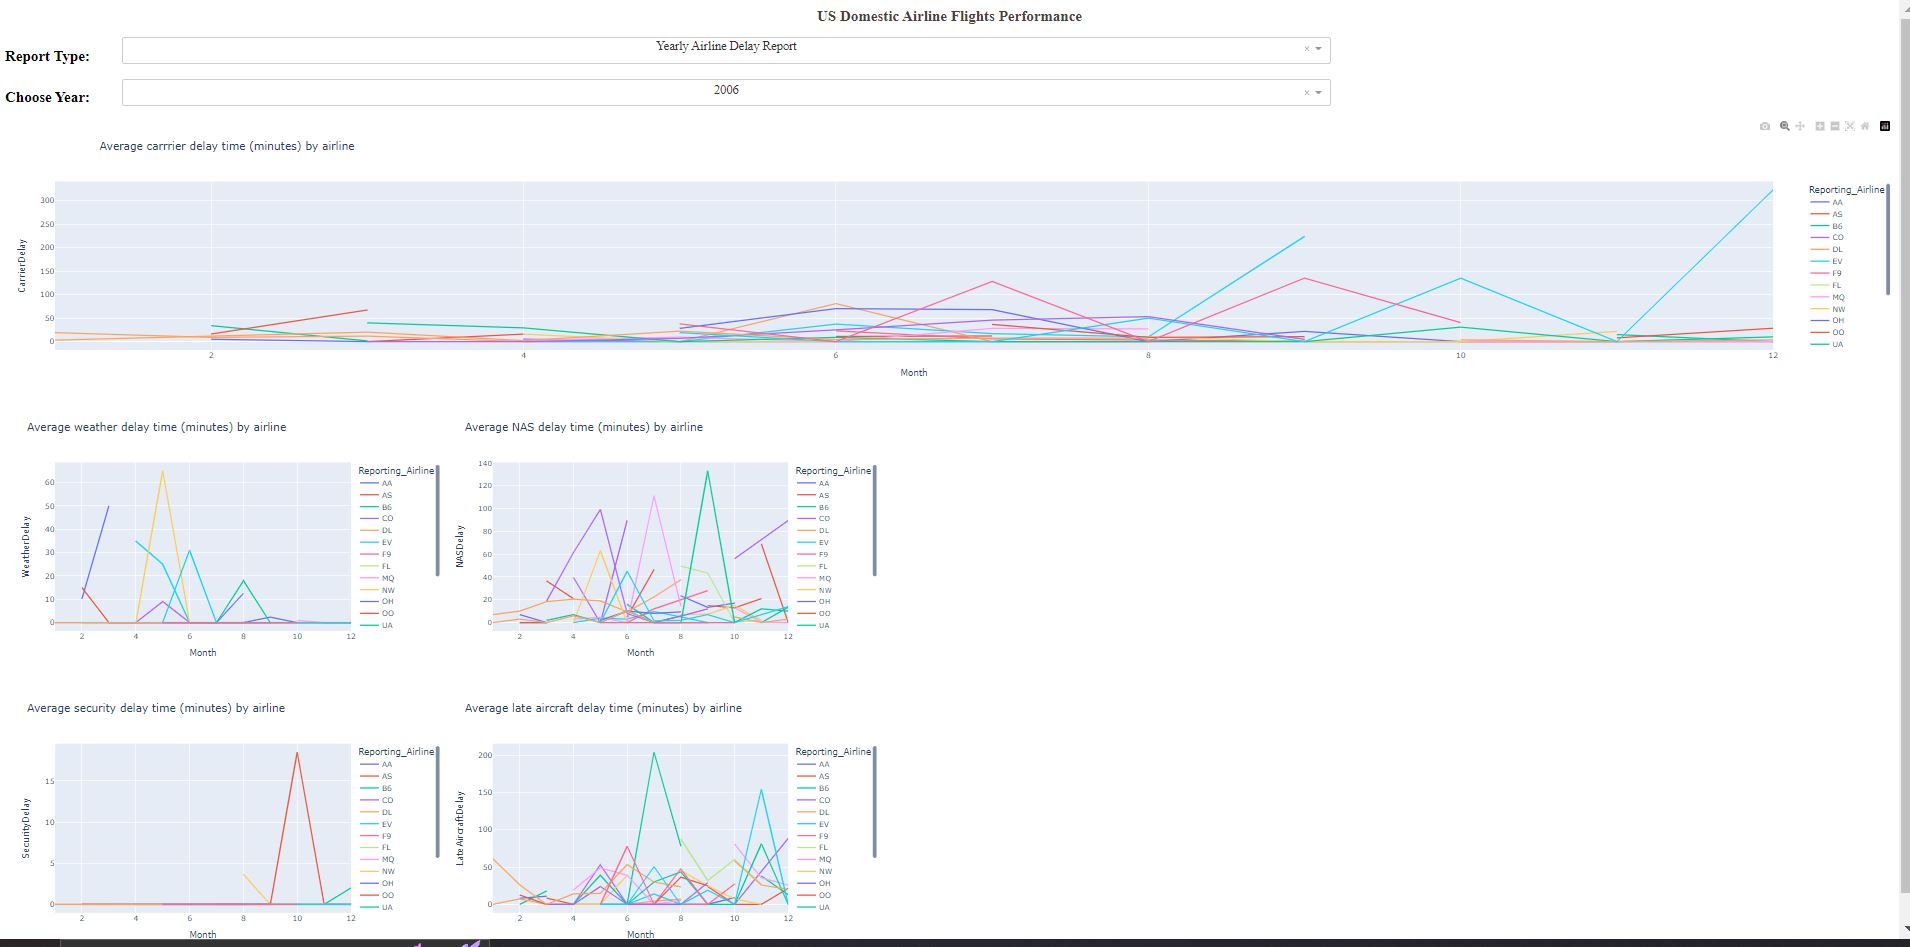 US Domestic Airline Flights Performance
Report Type:
Yearly Airline Delay Report
Choose Year:
2006
Average carrrier delay time (minutes) by airline
CarrierDelay
300
250
200
150
100
50
0
2 4 6 8 10 12
Month
Reporting_Airline
AA
AS
B6
CO
DL
EV
F9
FL
MQ
NW
OH
OO
UA
Average weather delay time (minutes) by airline
WeatherDelay
60
50
40
30
20
10
0
2 4 6 8 10 12
Month
Reporting_Airline
AA
AS
B6
CO
DL
EV
F9
FL
MQ
NW
OH
OO
UA
Average NAS delay time (minutes) by airline
NASDelay
140
120
100
80
60
40
20
0
2 4 6 8 10 12
Month
Reporting_Airline
AA
AS
B6
CO
DL
EV
F9
FL
MQ
NW
OH
OO
UA
Average security delay time (minutes) by airline
SecurityDelay
15
10
5
0
2 4 6 8 10 12
Month
Reporting_Airline
AA
AS
B6
CO
DL
EV
F9
FL
MQ
NW
OH
OO
UA
Average late aircraft delay time (minutes) by airline
LateAircraftDelay
200
150
100
50
0
2 4 6 8 10 12
Month
Reporting_Airline
AA
AS
B6
CO
DL
EV
F9
FL
MQ
NW
OH
OO
UA